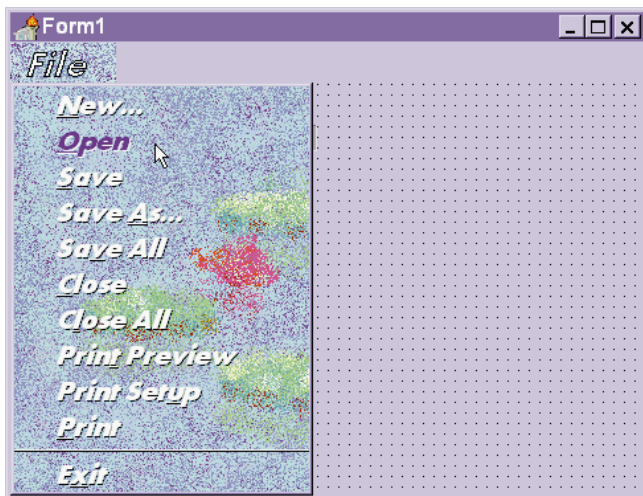 Form1
File
New...
Open
Save
Save As...
Save All
Close
Close All
Print Preview
Print Setup
Print
Exit